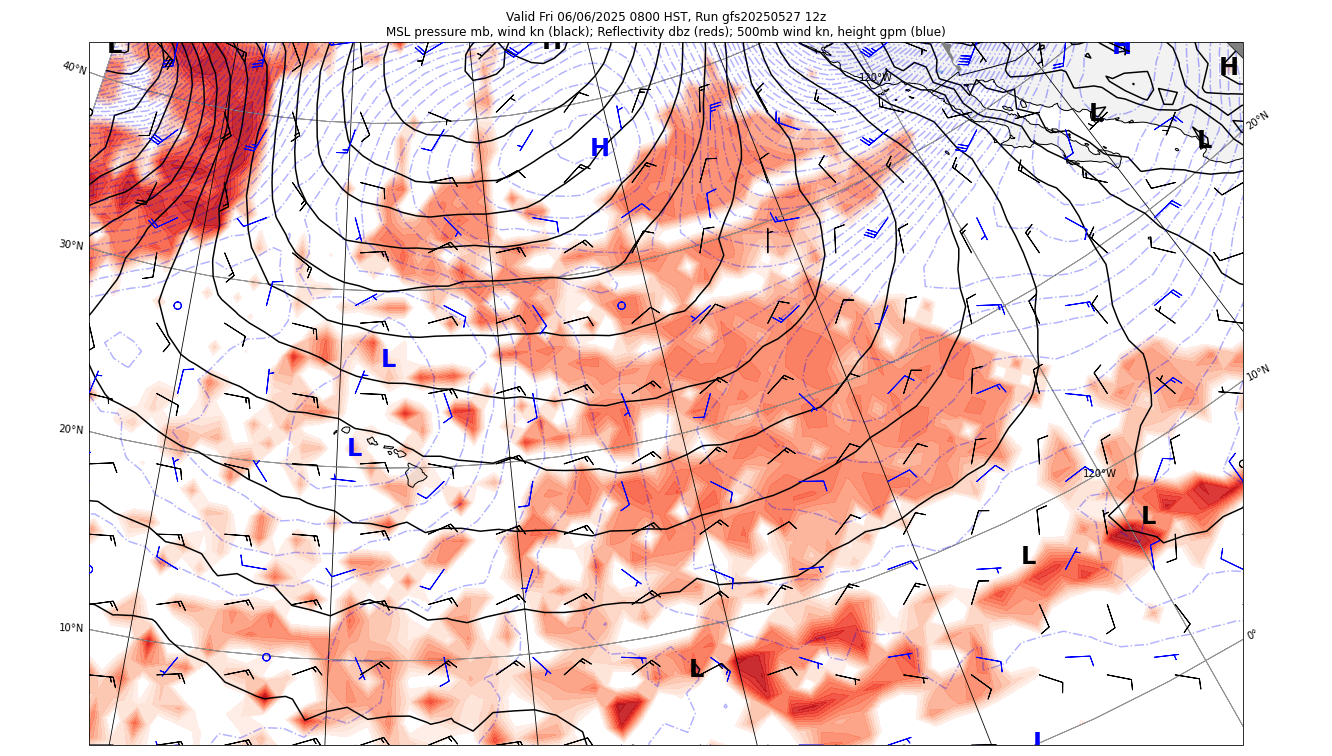 Valid Fri 06/06/2025 0800 HST, Run gfs20250527 12z
MSL pressure mb, wind kn (black); Reflectivity dbz (reds); 500mb wind kn, height gpm (blue)
L
H
H
H
40°N
120°W
L
20°N
L
H
30°N
L
10°N
20°N
L
120°W
L
L
10°N
0°
L
L